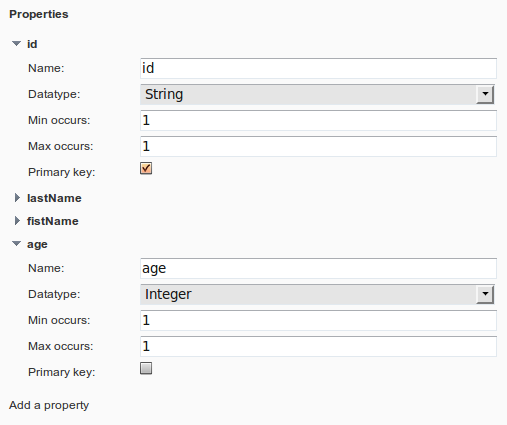 Properties
id
Name: id
Datatype: String
Min occurs: 1
Max occurs: 1
Primary key:
lastName
fistName
age
Name: age
Datatype: Integer
Min occurs: 1
Max occurs: 1
Primary key:
Add a property